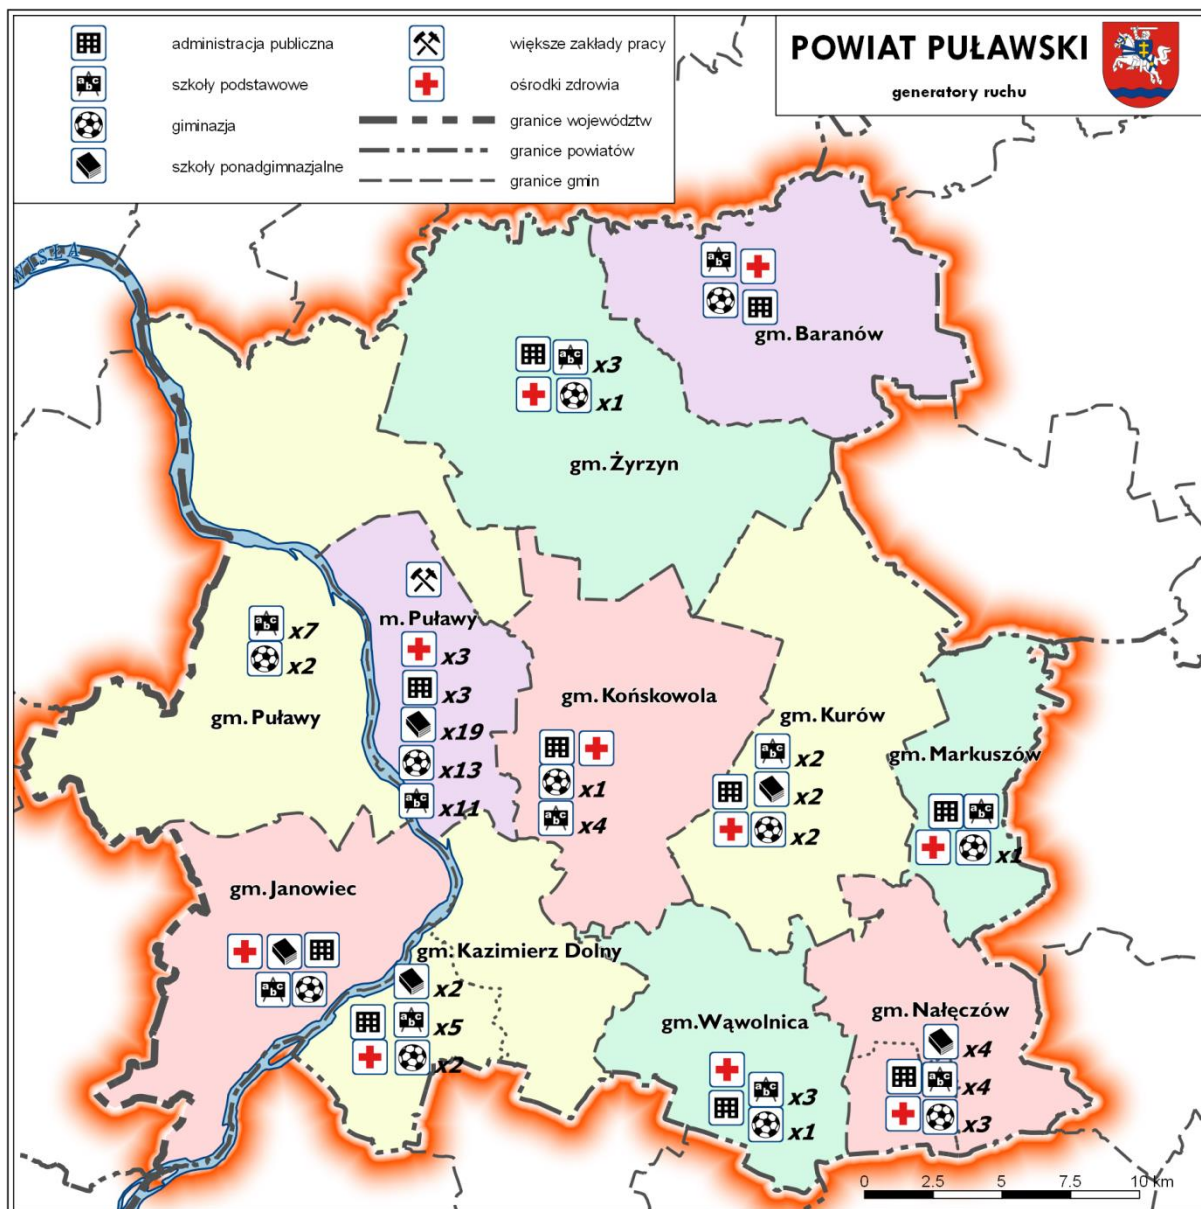 administracja publiczna
szkoły podstawowe
giminazja
szkoły ponadgimnazjalne
większe zakłady pracy
ośrodki zdrowia
granice województw
granice powiatów
granice gmin
POWIAT PUŁAWSKI
generatory ruchu
WISŁA
gm. Baranów
x3
x1
gm. Żyrzyn
m. Puławy
x3
x3
x19
x13
x11
x7
x2
gm. Puławy
gm. Końskowola
x1
x4
gm. Kurów
x2
x2
x2
gm. Markuszów
x1
gm. Janowiec
gm. Kazimierz Dolny
x2
x5
x2
gm. Wąwolnica
x3
x1
gm. Nałęczów
x4
x4
x3
0 2.5 5 7.5 10 km